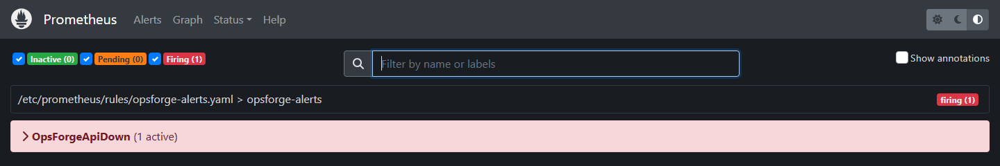 Prometheus Alerts Graph Status Help
Inactive (0) Pending (0) Firing (1) Filter by name or labels Show annotations
/etc/prometheus/rules/opsforge-alerts.yaml > opsforge-alerts firing (1)
OpsForgeApiDown (1 active)